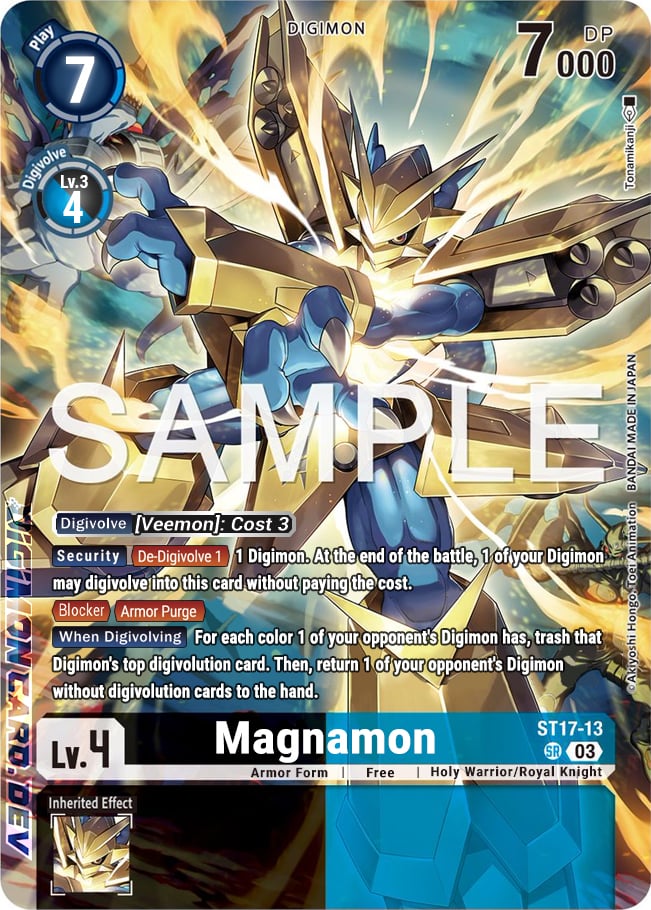 DIGIMON
Play
7
7000
DP
Digivolve
Lv.3
4
Tonamikanji
SAMPLE
BANDAI MADE IN JAPAN
©Akiyoshi Hongo, Toei Animation
Digivolve [Veemon]: Cost 3
Security De-Digivolve 1 1 Digimon. At the end of the battle, 1 of your Digimon
may digivolve into this card without paying the cost.
Blocker Armor Purge
When Digivolving For each color 1 of your opponent's Digimon has, trash that
Digimon's top digivolution card. Then, return 1 of your opponent's Digimon
without digivolution cards to the hand.
DIGIMONCARD.DEV
Lv.4
Magnamon
ST17-13
SR 03
Armor Form | Free | Holy Warrior/Royal Knight
Inherited Effect